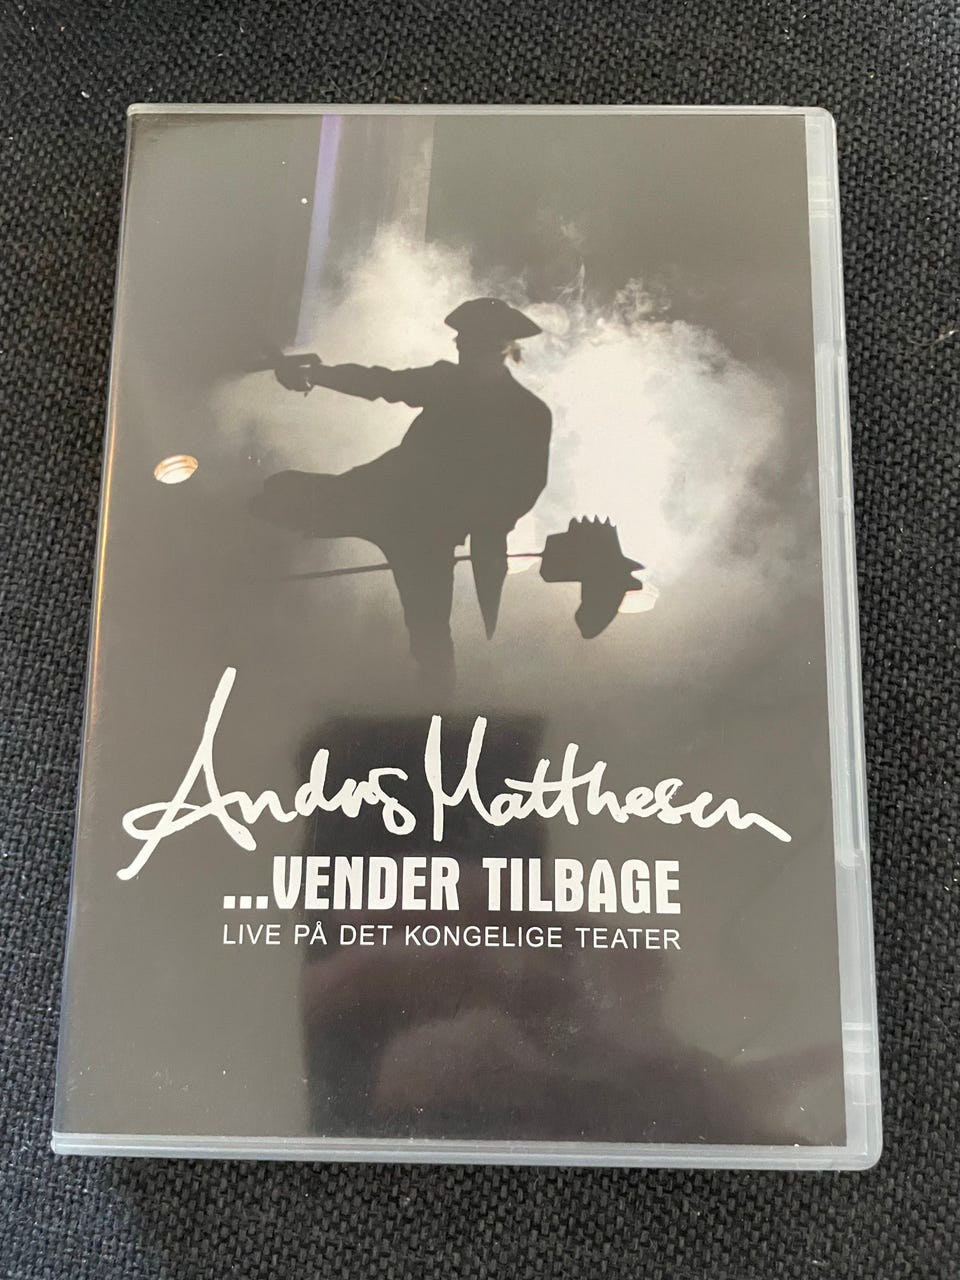 Anders Matthesen
...VENDER TILBAGE
LIVE PÅ DET KONGELIGE TEATER